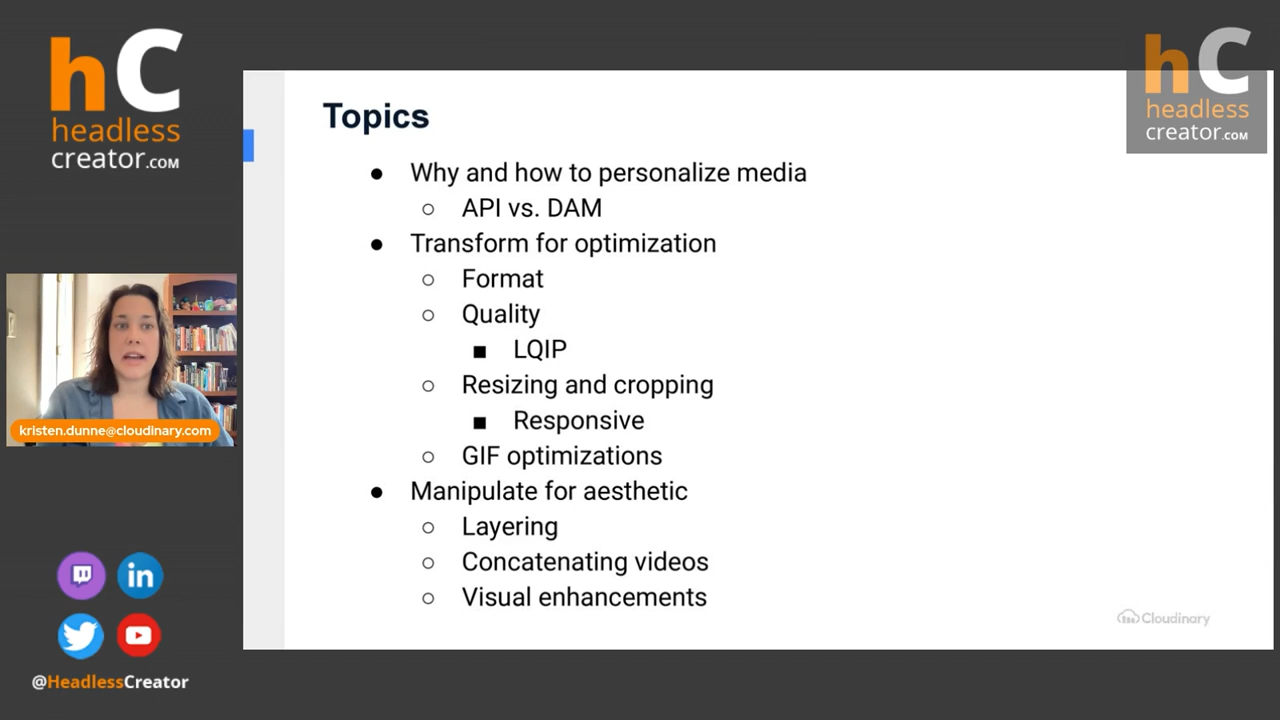 hC
headless
creator.COM
hC
headless
creator.COM
Topics
● Why and how to personalize media
○ API vs. DAM
● Transform for optimization
○ Format
○ Quality
■ LQIP
○ Resizing and cropping
■ Responsive
○ GIF optimizations
● Manipulate for aesthetic
○ Layering
○ Concatenating videos
○ Visual enhancements
Cloudinary
kristen.dunne@cloudinary.com
in
@HeadlessCreator